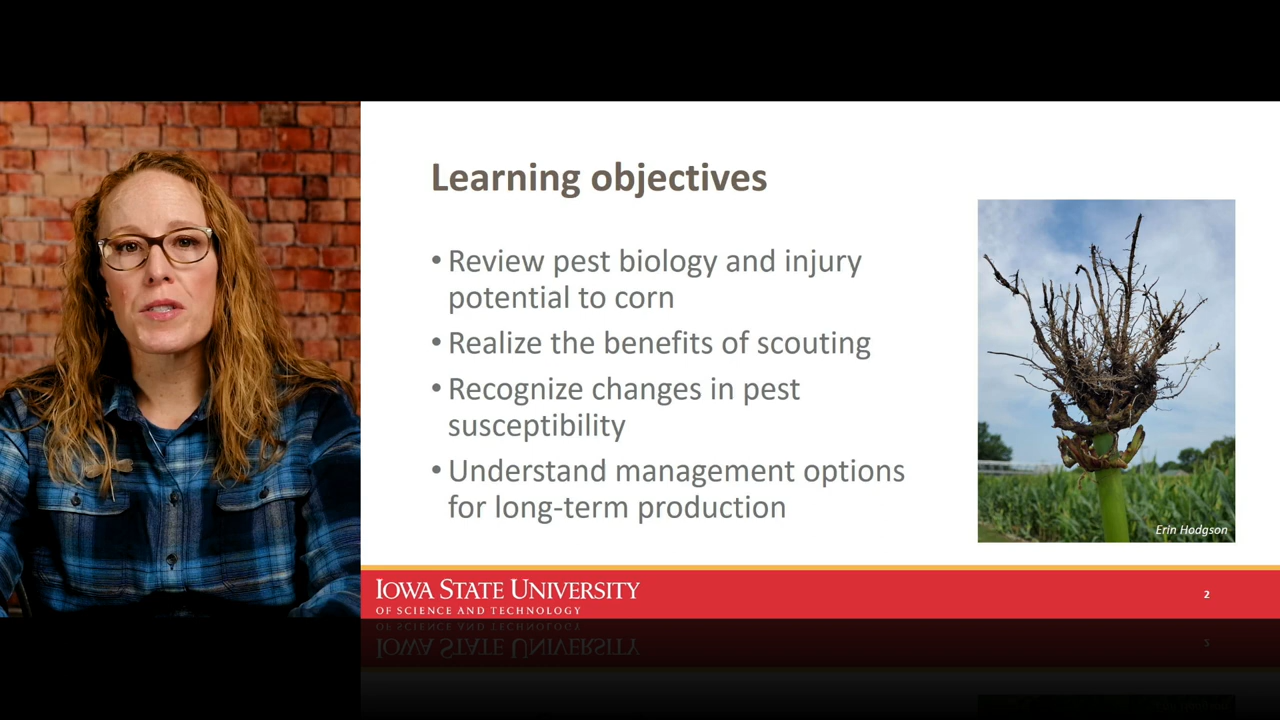 Learning objectives
• Review pest biology and injury
potential to corn
• Realize the benefits of scouting
• Recognize changes in pest
susceptibility
• Understand management options
for long-term production
Erin Hodgson
IOWA STATE UNIVERSITY
OF SCIENCE AND TECHNOLOGY
2